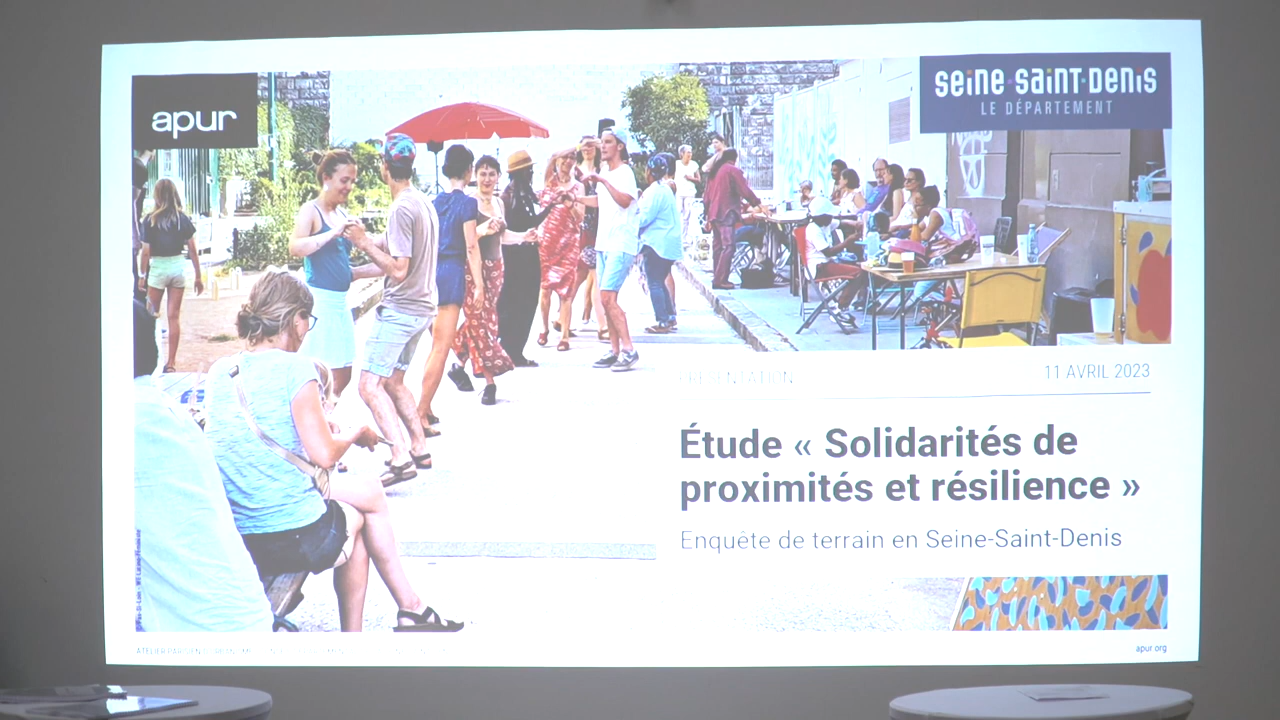 apur
seine-saint-denis
LE DÉPARTEMENT
PRÉSENTATION
11 AVRIL 2023
Étude « Solidarités de
proximités et résilience »
Enquête de terrain en Seine-Saint-Denis
apur.org